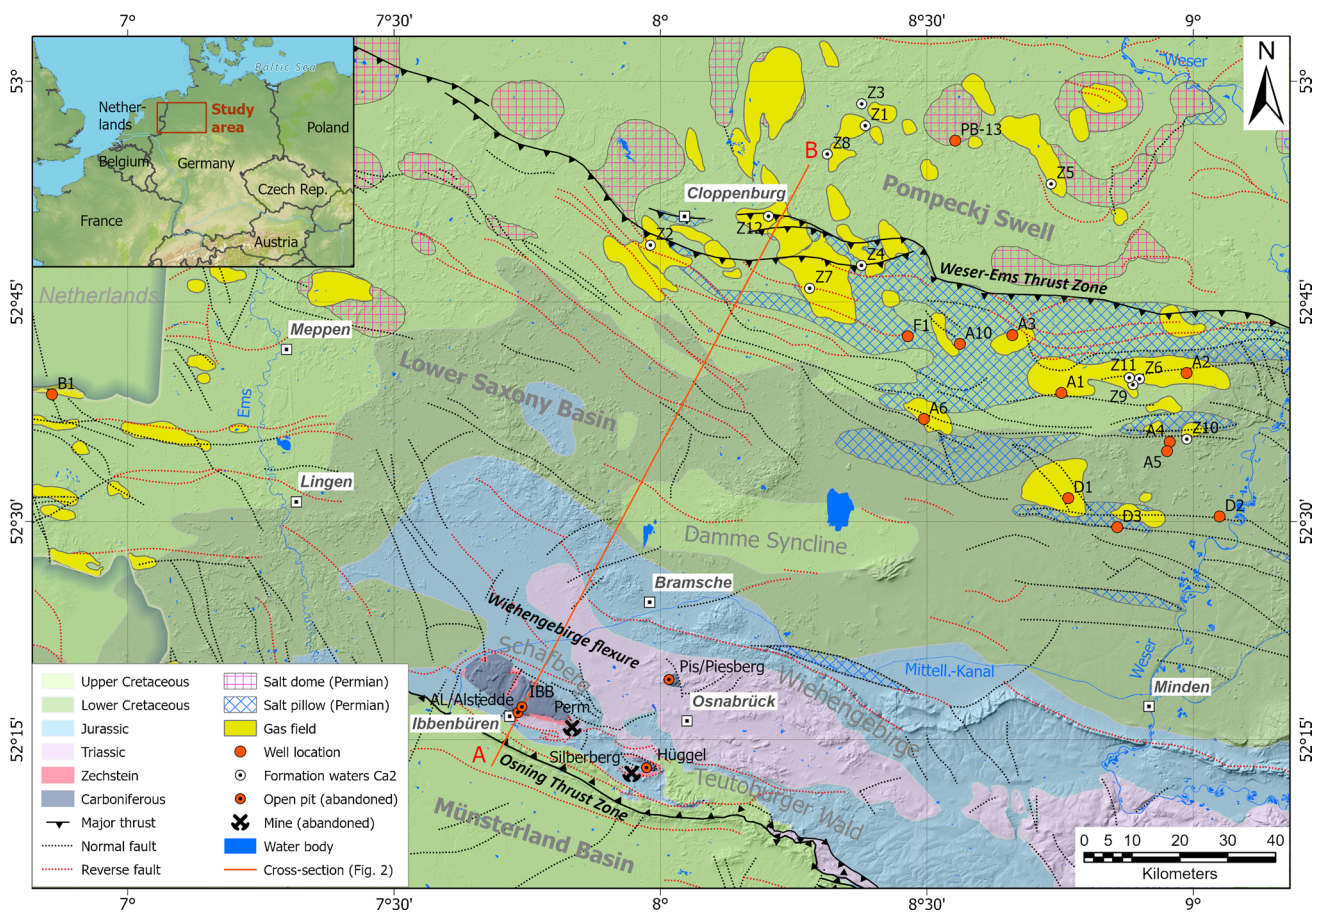 7°
7°30'
8°
8°30'
9°
53°
53°
52°45'
52°45'
52°30'
52°30'
52°15'
52°15'
7°
7°30'
8°
8°30'
9°
Baltic Sea
Nether-
lands
Study
area
Poland
Belgium
Germany
Czech Rep.
France
Austria
N
Weser
Z3
Z1
Z8
B
PB-13
Z5
Cloppenburg
Pompeckj Swell
Z12
Z2
Z4
Z7
Weser-Ems Thrust Zone
Netherlands
Meppen
F1
A10
A3
Lower Saxony Basin
B1
Ems
Z11
Z6
A2
A1
Z9
A6
A4
Z10
A5
Lingen
D1
D2
D3
Damme Syncline
Bramsche
Wiehengebirge flexure
Schafberg
Pis/Piesberg
Wiehengebirge
Mittell.-Kanal
Weser
Minden
AL/Alstedde
IBB
Perm
Osnabrück
Ibbenbüren
A
Silberberg
Hüggel
Osning Thrust Zone
Teutoburger Wald
Münsterland Basin
Upper Cretaceous
Lower Cretaceous
Jurassic
Triassic
Zechstein
Carboniferous
Major thrust
Normal fault
Reverse fault
Salt dome (Permian)
Salt pillow (Permian)
Gas field
Well location
Formation waters Ca2
Open pit (abandoned)
Mine (abandoned)
Water body
Cross-section (Fig. 2)
0 5 10 20 30 40
Kilometers